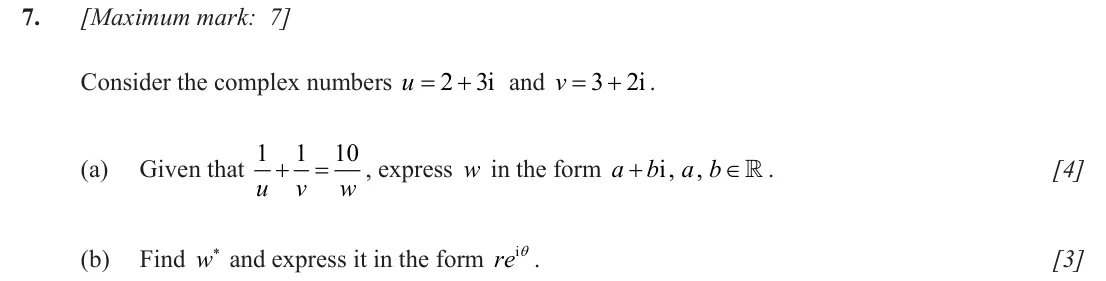 7. [Maximum mark: 7]
Consider the complex numbers u = 2 + 3i and v = 3 + 2i.
(a) Given that 1/u + 1/v = 10/w, express w in the form a + bi, a, b ∈ ℝ. [4]
(b) Find w* and express it in the form re^{iθ}. [3]